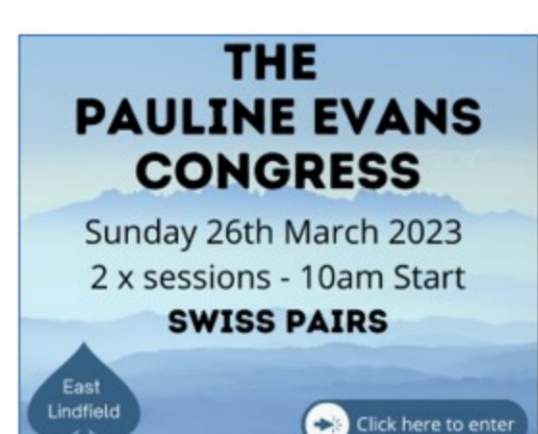 THE
PAULINE EVANS
CONGRESS
Sunday 26th March 2023
2 x sessions - 10am Start
SWISS PAIRS
East
Lindfield
Click here to enter